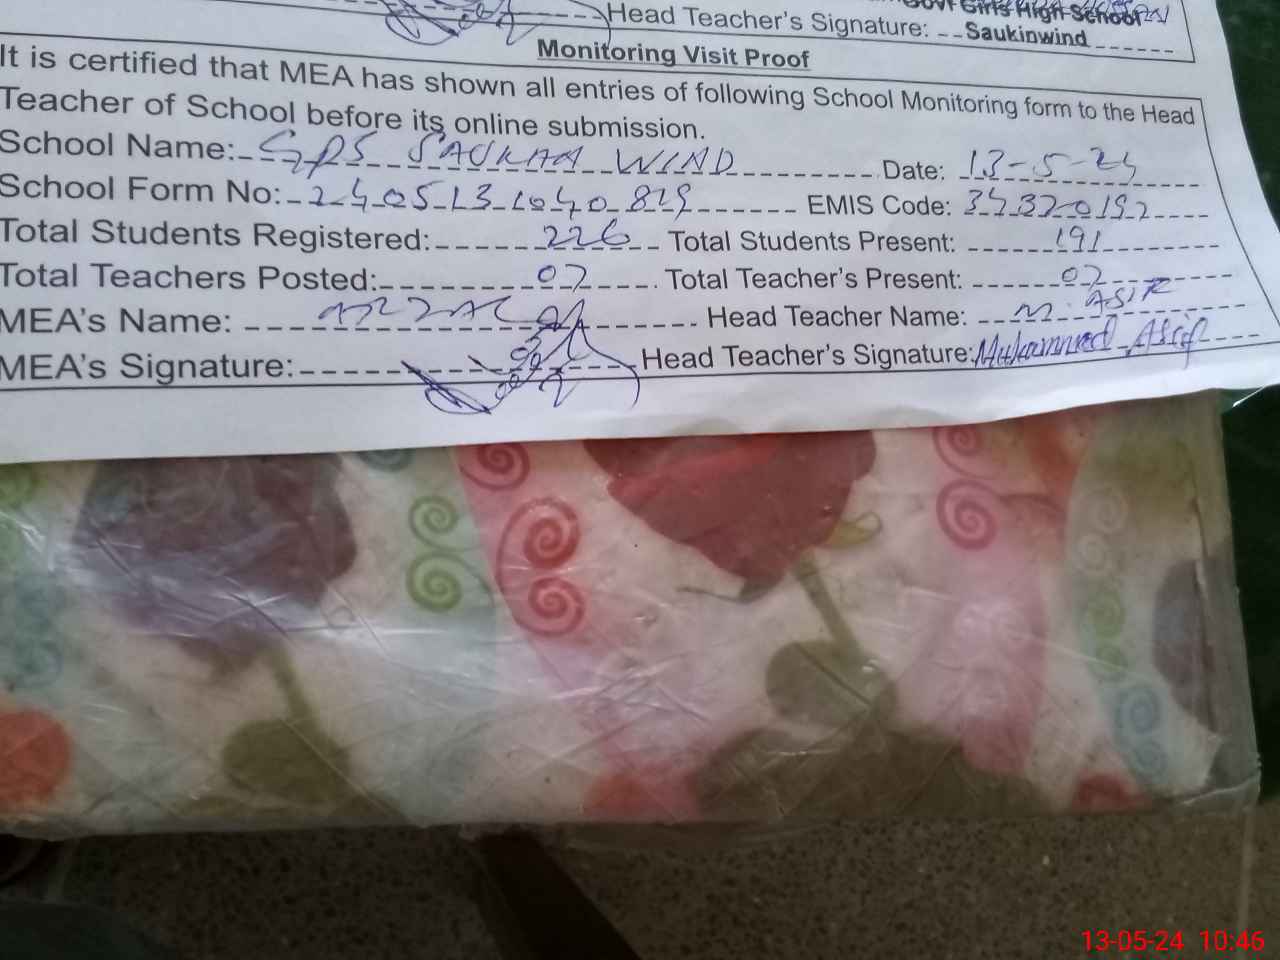 Govt Girls High School
Head Teacher's Signature: Saukinwind
Monitoring Visit Proof
It is certified that MEA has shown all entries of following School Monitoring form to the Head
Teacher of School before its online submission.
School Name: GPS SAUKAN WIND Date: 13-5-24
School Form No: 2405131040829 EMIS Code: 34320192
Total Students Registered: 226 Total Students Present: 191
Total Teachers Posted: 07 Total Teacher's Present: 07
MEA's Name: Head Teacher Name: M. ASIF
MEA's Signature: Head Teacher's Signature: Muhammad Asif
13-05-24 10:46